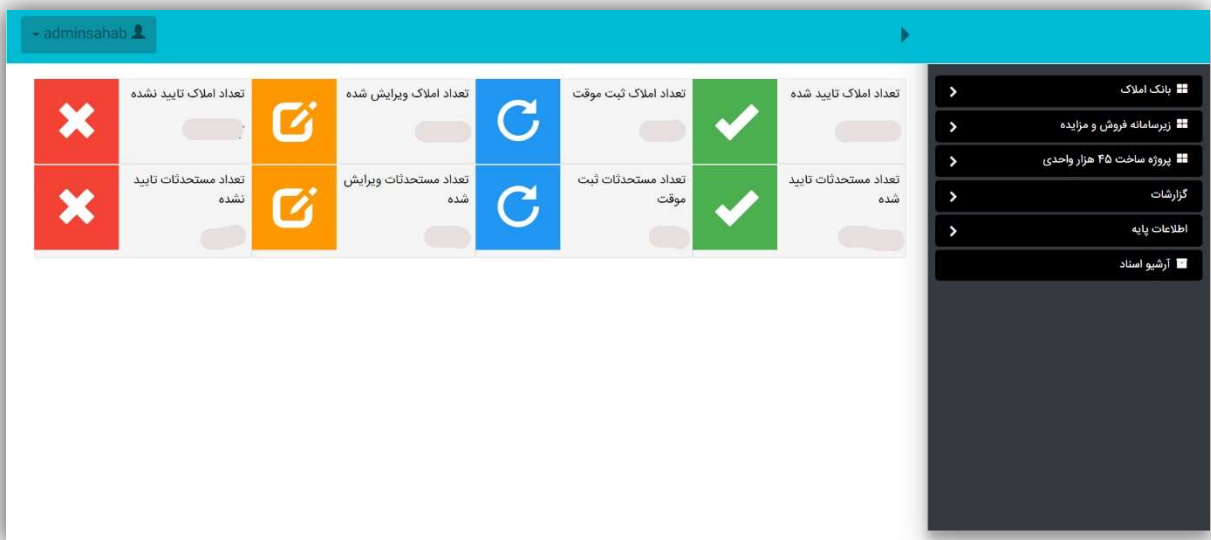 adminsahab
بانک املاک
زیرسامانه فروش و مزایده
پروژه ساخت ۴۵ هزار واحدی
گزارشات
اطلاعات پایه
آرشیو اسناد
تعداد املاک تایید شده
تعداد املاک ثبت موقت
تعداد املاک ویرایش شده
تعداد املاک تایید نشده
تعداد مستحدثات تایید
شده
تعداد مستحدثات ثبت
موقت
تعداد مستحدثات ویرایش
شده
تعداد مستحدثات تایید
نشده